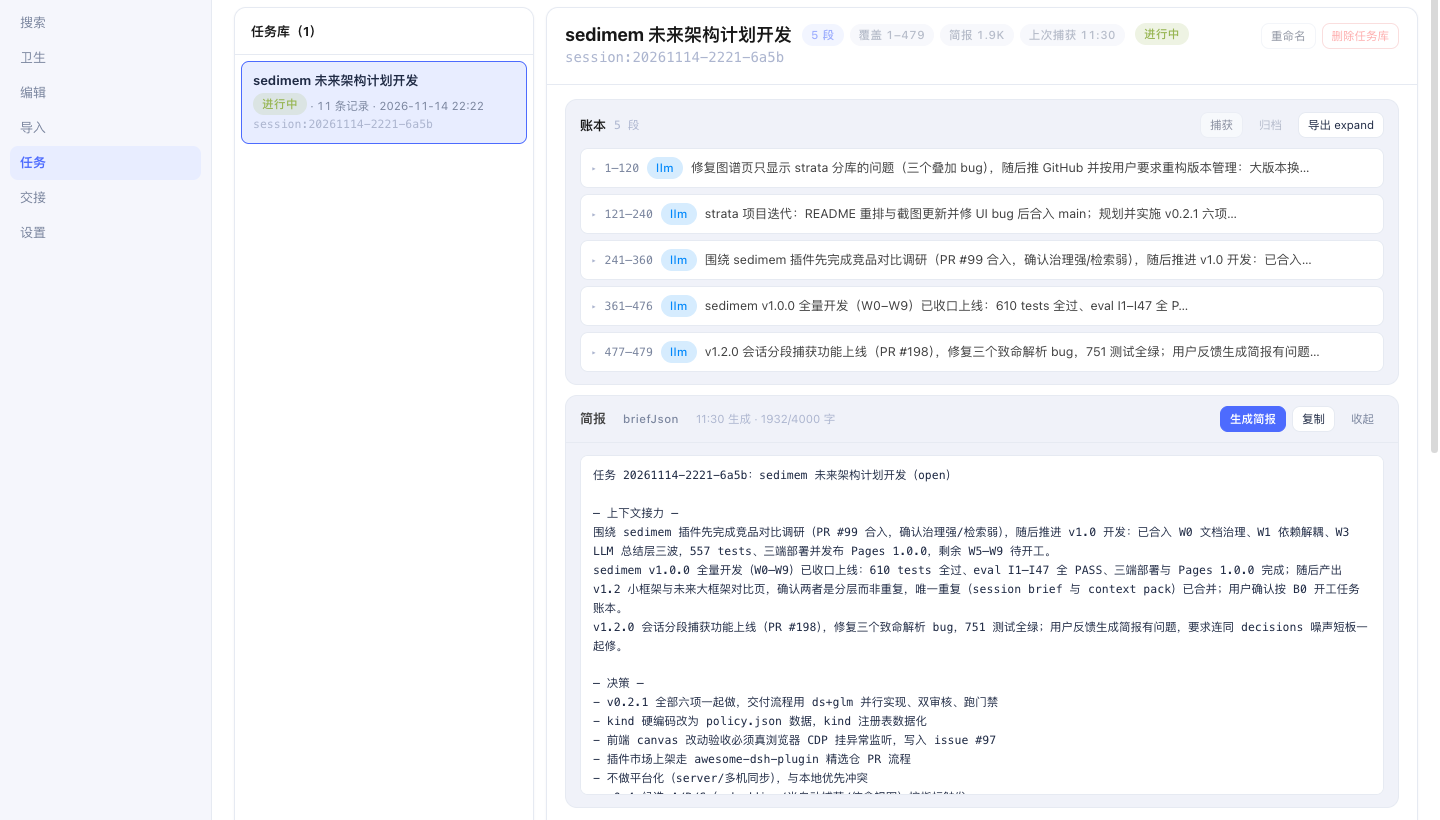 搜索
卫生
编辑
导入
任务
交接
设置
任务库（1）
sedimem 未来架构计划开发
进行中 · 11 条记录 · 2026-11-14 22:22
session:20261114-2221-6a5b
sedimem 未来架构计划开发 5 段 覆盖 1–479 简报 1.9K 上次捕获 11:30 进行中
session:20261114-2221-6a5b
重命名 删除任务库
账本 5 段 捕获 归档 导出 expand
1–120 llm 修复图谱页只显示 strata 分库的问题（三个叠加 bug），随后推 GitHub 并按用户要求重构版本管理：大版本换…
121–240 llm strata 项目迭代：README 重排与截图更新并修 UI bug 后合入 main；规划并实施 v0.2.1 六项…
241–360 llm 围绕 sedimem 插件先完成竞品对比调研（PR #99 合入，确认治理强/检索弱），随后推进 v1.0 开发：已合入…
361–476 llm sedimem v1.0.0 全量开发（W0–W9）已收口上线：610 tests 全过、eval I1–I47 全 P…
477–479 llm v1.2.0 会话分段捕获功能上线（PR #198），修复三个致命解析 bug，751 测试全绿；用户反馈生成简报有问题…
简报 briefJson 11:30 生成 · 1932/4000 字 生成简报 复制 收起
任务 20261114-2221-6a5b：sedimem 未来架构计划开发（open）
— 上下文接力 —
围绕 sedimem 插件先完成竞品对比调研（PR #99 合入，确认治理强/检索弱），随后推进 v1.0 开发：已合入 W0 文档治理、W1 依赖解耦、W3
LLM 总结层三波，557 tests、三端部署并发布 Pages 1.0.0，剩余 W5–W9 待开工。
sedimem v1.0.0 全量开发（W0–W9）已收口上线：610 tests 全过、eval I1–I47 全 PASS、三端部署与 Pages 1.0.0 完成；随后产出
v1.2 小框架与未来大框架对比页，确认两者是分层而非重复，唯一重复（session brief 与 context pack）已合并；用户确认按 B0 开工任务
账本。
v1.2.0 会话分段捕获功能上线（PR #198），修复三个致命解析 bug，751 测试全绿；用户反馈生成简报有问题，要求连同 decisions 噪声短板一
起修。
— 决策 —
– v0.2.1 全部六项一起做，交付流程用 ds+glm 并行实现、双审核、跑门禁
– kind 硬编码改为 policy.json 数据，kind 注册表数据化
– 前端 canvas 改动验收必须真浏览器 CDP 挂异常监听，写入 issue #97
– 插件市场上架走 awesome-dsh-plugin 精选仓 PR 流程
– 不做平台化（server/多机同步），与本地优先冲突